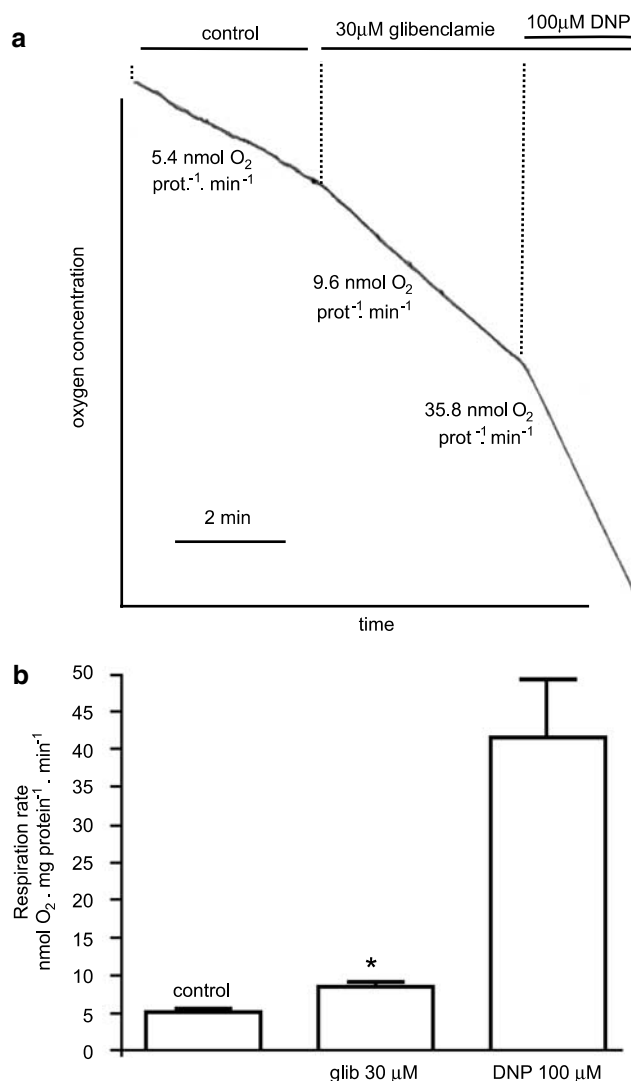 a
control
30μM glibenclamie
100μM DNP
5.4 nmol O2
prot.-1. min-1
9.6 nmol O2
prot-1. min-1
35.8 nmol O2
prot-1. min-1
oxygen concentration
2 min
time
b
50
45
40
35
30
25
20
15
10
5
0
Respiration rate
nmol O2 . mg protein-1 . min-1
control
*
glib 30 μM
DNP 100 μM